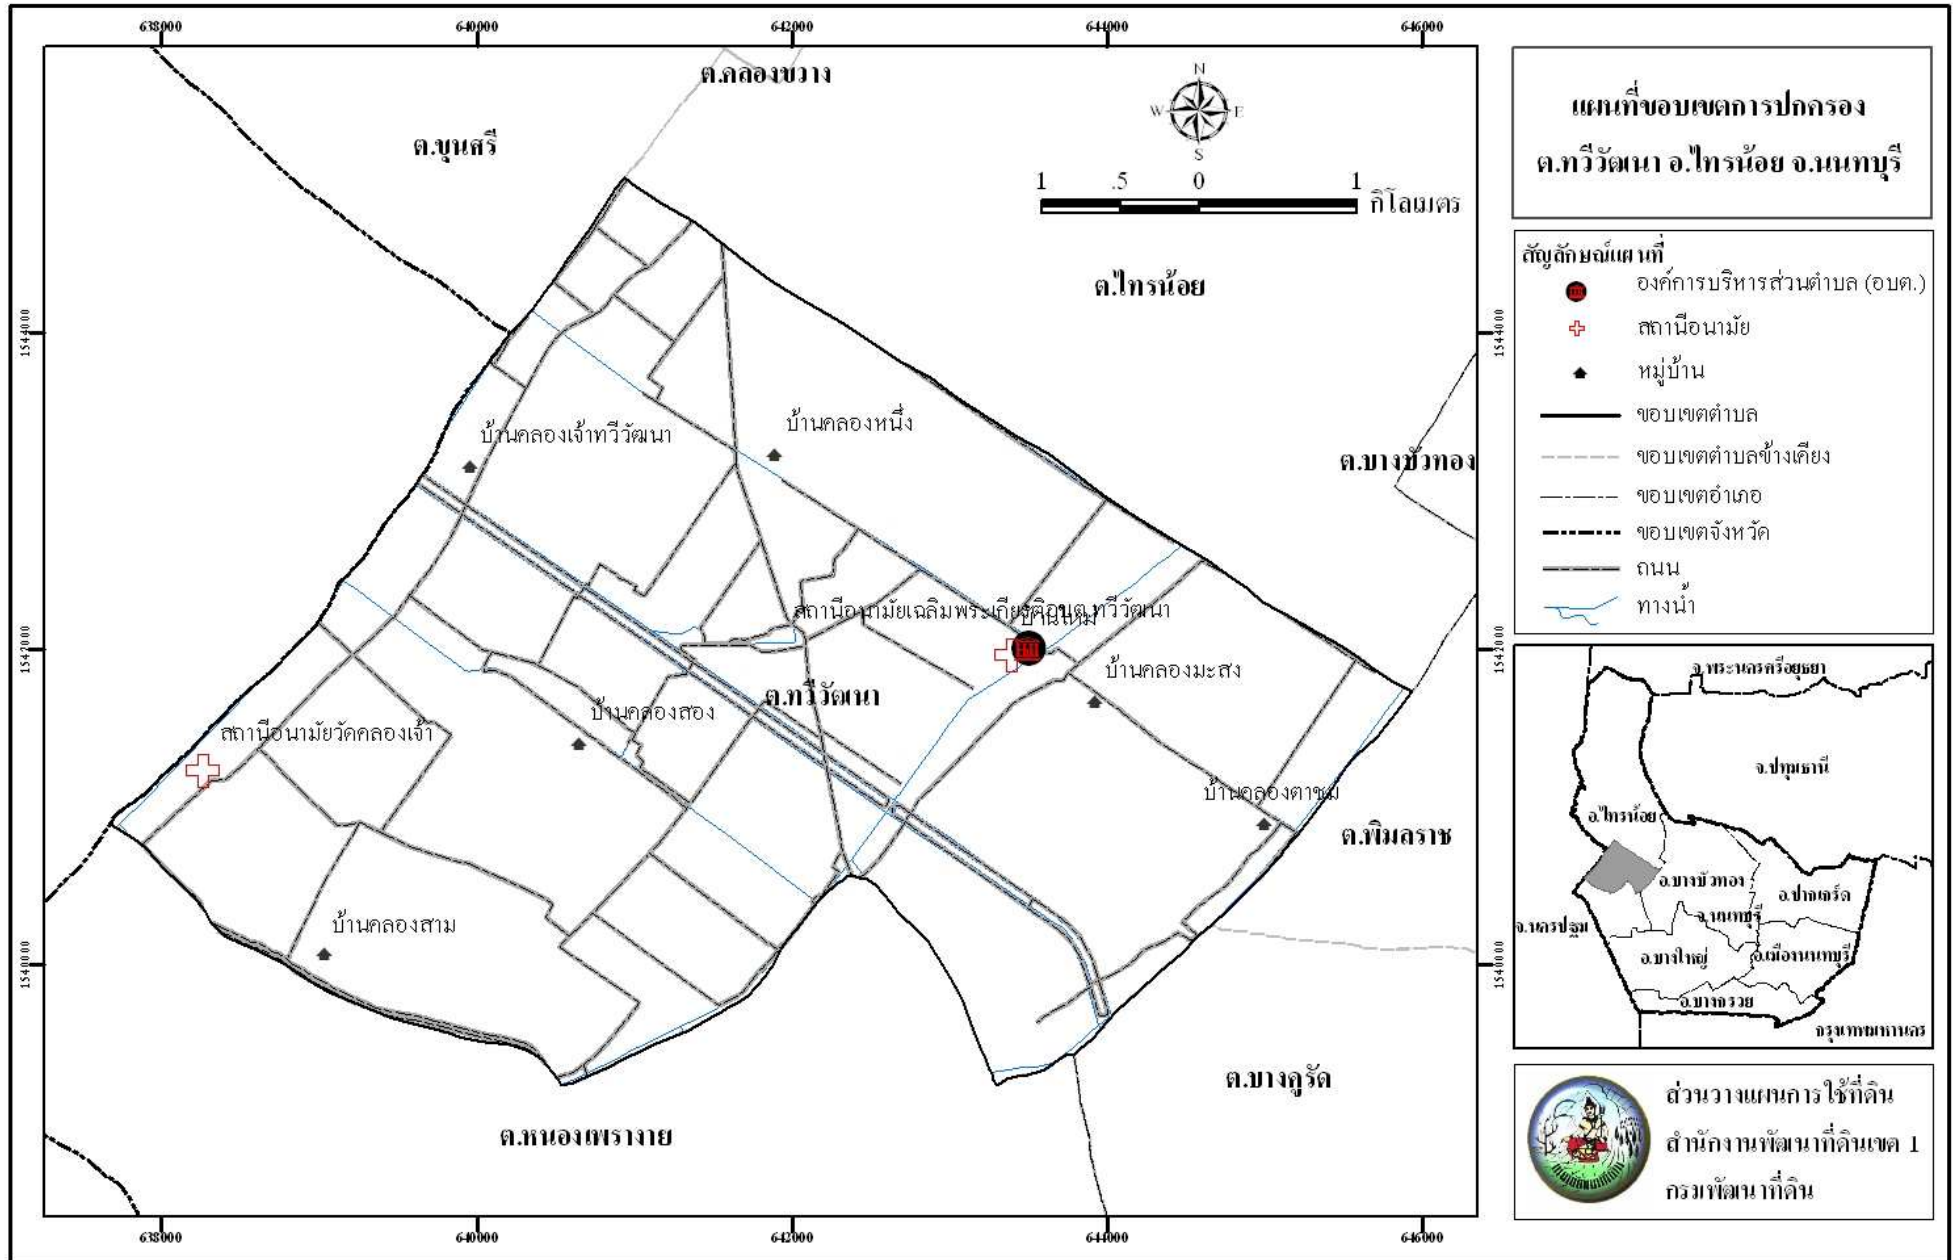 638000
640000
642000
644000
646000
ต.คลองขวาง
ต.ขุนศรี
N
W
E
S
1 .5 0 1
กิโลเมตร
ต.ไทรน้อย
1544000
1544000
บ้านคลองหนึ่ง
บ้านคลองเจ้าทวีวัฒนา
ต.บางบัวทอง
สถานีอนามัยเฉลิมพระเกียรติอบต.ทวีวัฒนา
บ้านใหม่
1542000
1542000
บ้านคลองมะสง
ต.ทวีวัฒนา
บ้านคลองสอง
สถานีอนามัยวัดคลองเจ้า
บ้านคลองตาชม
ต.พิมลราช
บ้านคลองสาม
1540000
1540000
ต.บางคูรัด
ต.หนองเพรางาย
638000
640000
642000
644000
646000
แผนที่ขอบเขตการปกครอง
ต.ทวีวัฒนา อ.ไทรน้อย จ.นนทบุรี
สัญลักษณ์แผนที่
องค์การบริหารส่วนตำบล (อบต.)
สถานีอนามัย
หมู่บ้าน
ขอบเขตตำบล
ขอบเขตตำบลข้างเคียง
ขอบเขตอำเภอ
ขอบเขตจังหวัด
ถนน
ทางน้ำ
จ.พระนครศรีอยุธยา
จ.ปทุมธานี
อ.ไทรน้อย
อ.บางบัวทอง
อ.ปากเกร็ด
จ.นนทบุรี
จ.นครปฐม
อ.บางใหญ่
อ.เมืองนนทบุรี
อ.บางกรวย
กรุงเทพมหานคร
ส่วนวางแผนการใช้ที่ดิน
สำนักงานพัฒนาที่ดินเขต 1
กรมพัฒนาที่ดิน